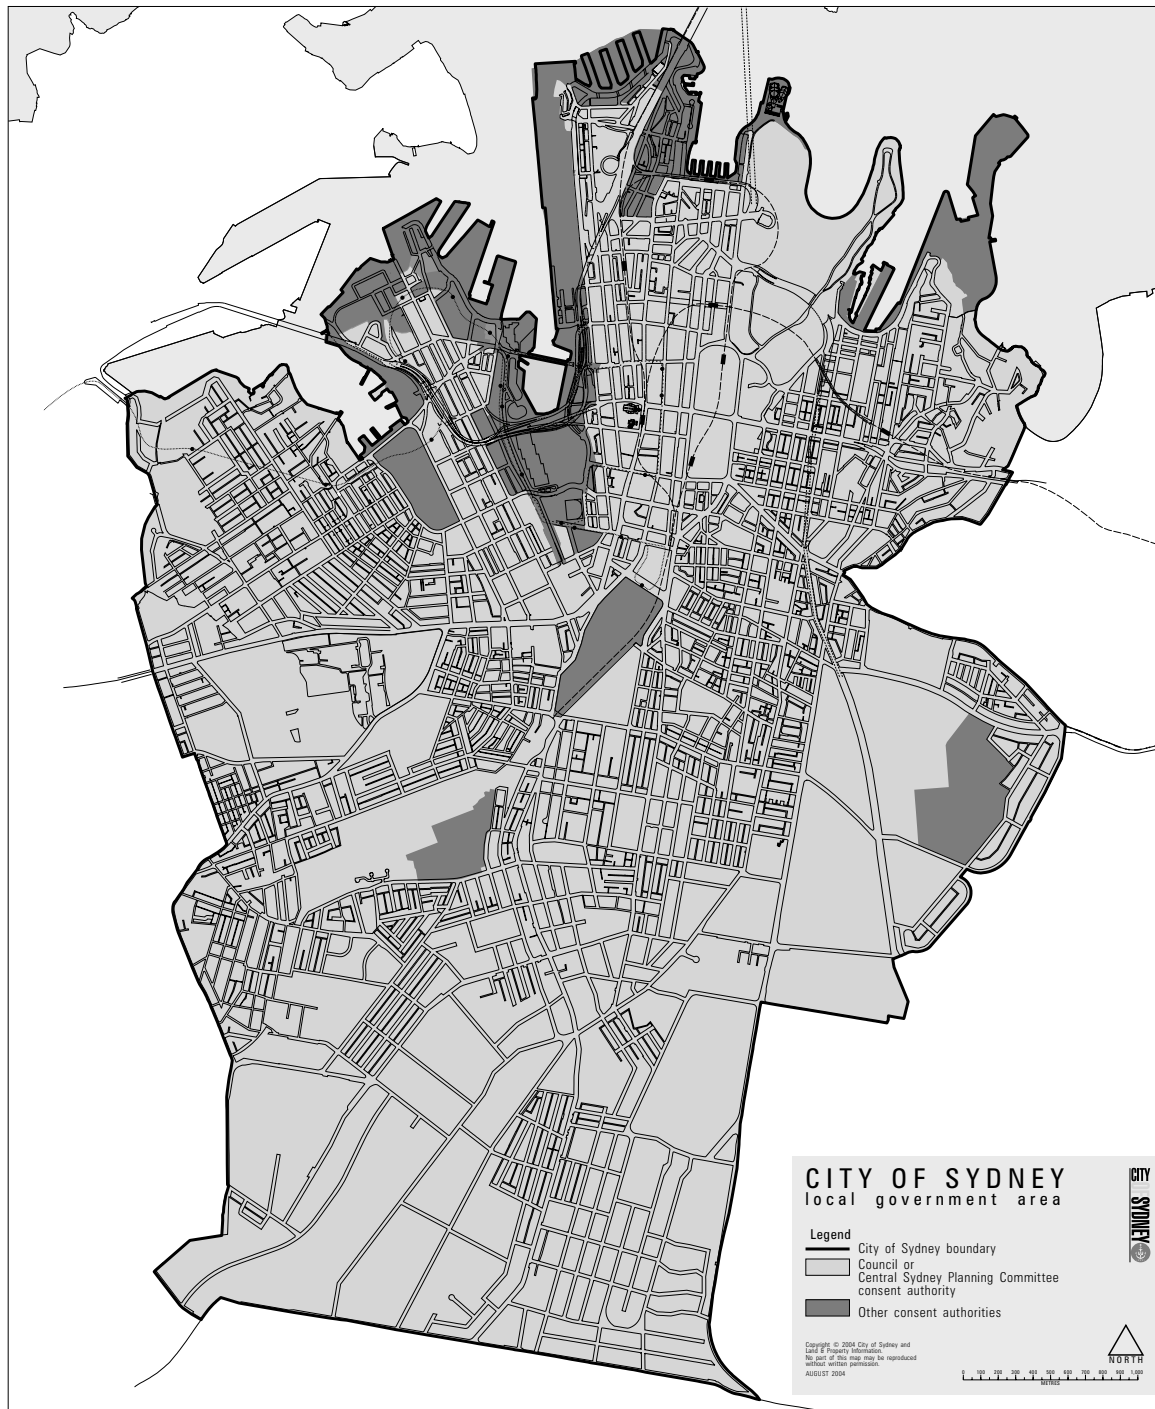 CITY OF SYDNEY
local government area
Legend
City of Sydney boundary
Council or
Central Sydney Planning Committee
consent authority
Other consent authorities
Copyright © 2004 City of Sydney and
Land & Property Information.
No part of this map may be reproduced
without written permission.
AUGUST 2004
NORTH
0 100 200 300 400 500 600 700 800 900 1,000
METRES
CITY
OF
SYDNEY